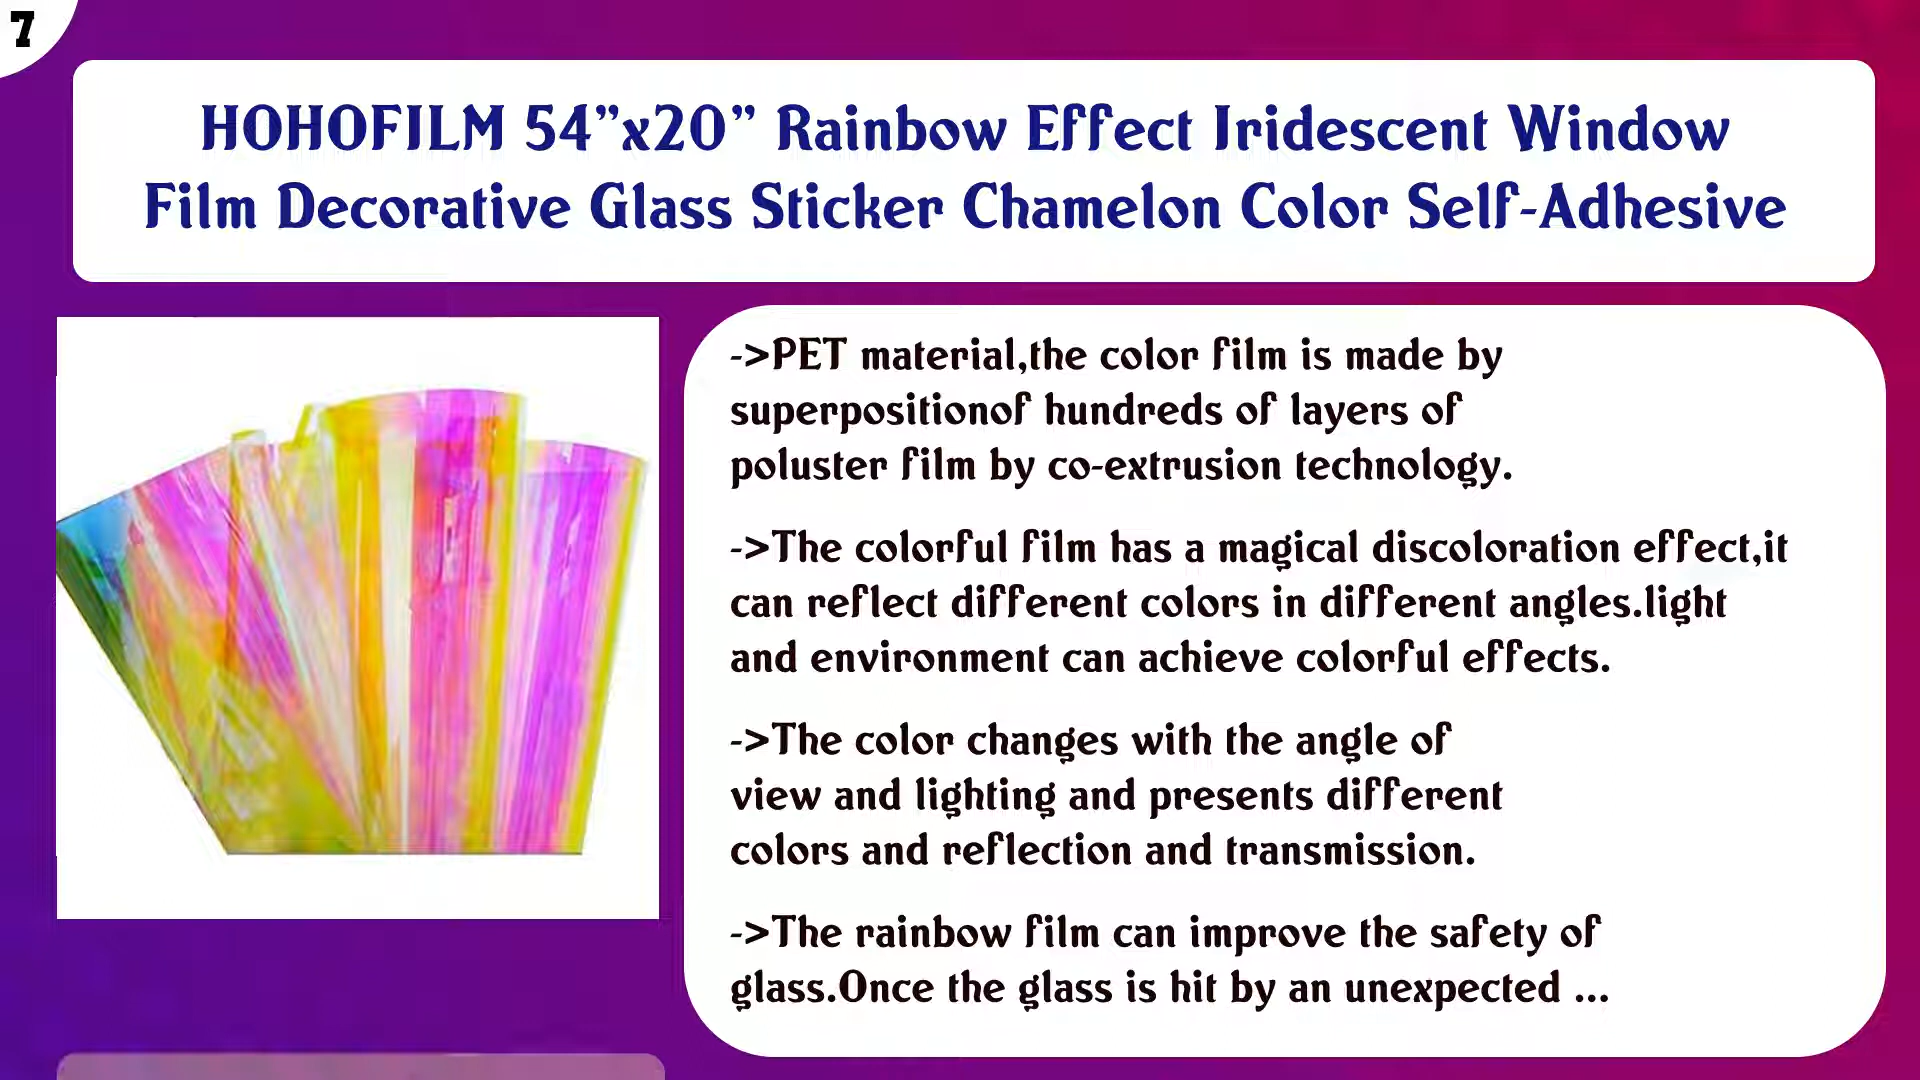 7
HOHOFILM 54”x20” Rainbow Effect Iridescent Window
Film Decorative Glass Sticker Chamelon Color Self-Adhesive
->PET material,the color film is made by
superpositionof hundreds of layers of
poluster film by co-extrusion technology.
->The colorful film has a magical discoloration effect,it
can reflect different colors in different angles.light
and environment can achieve colorful effects.
->The color changes with the angle of
view and lighting and presents different
colors and reflection and transmission.
->The rainbow film can improve the safety of
glass.Once the glass is hit by an unexpected ...